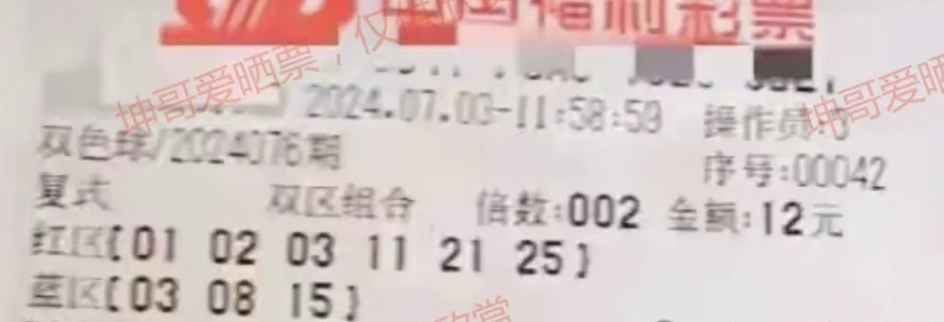 中国福利彩票
坤哥爱晒票，仅
2024.07.03-11:58:59 操作员:
坤哥爱晒
双色球/2024076期 序号:00042
复式 双区组合 倍数:002 金额:12元
红区[01 02 03 11 21 25]
蓝区[03 08 15]
欣赏